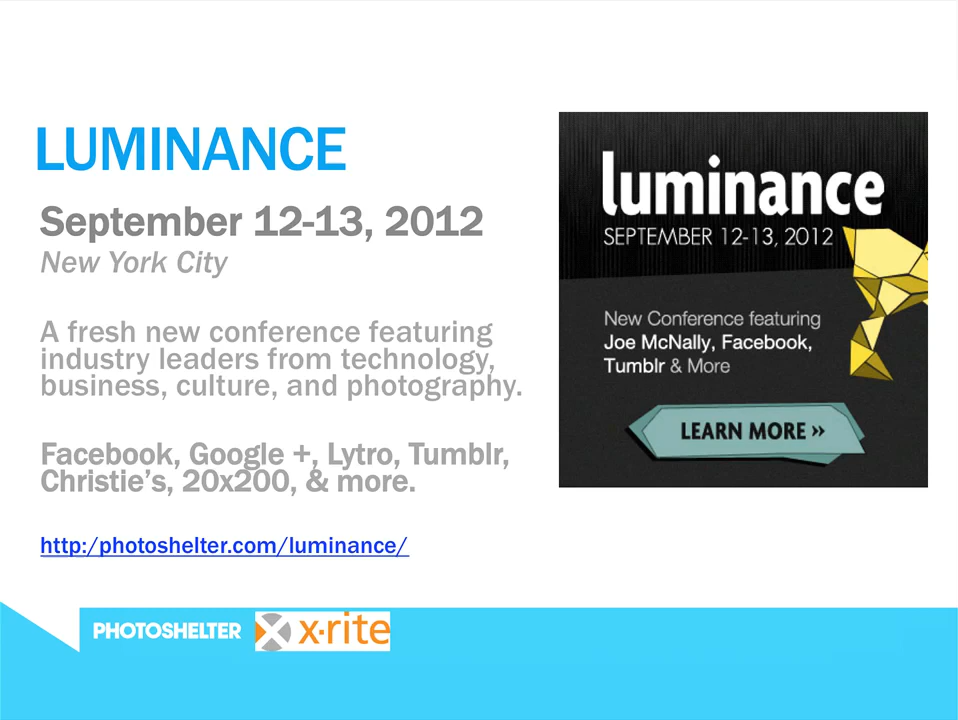 LUMINANCE
September 12-13, 2012
New York City
A fresh new conference featuring
industry leaders from technology,
business, culture, and photography.
Facebook, Google +, Lytro, Tumblr,
Christie’s, 20x200, & more.
http:/photoshelter.com/luminance/
luminance
SEPTEMBER 12-13, 2012
New Conference featuring
Joe McNally, Facebook,
Tumblr & More
LEARN MORE ››
PHOTOSHELTER x·rite